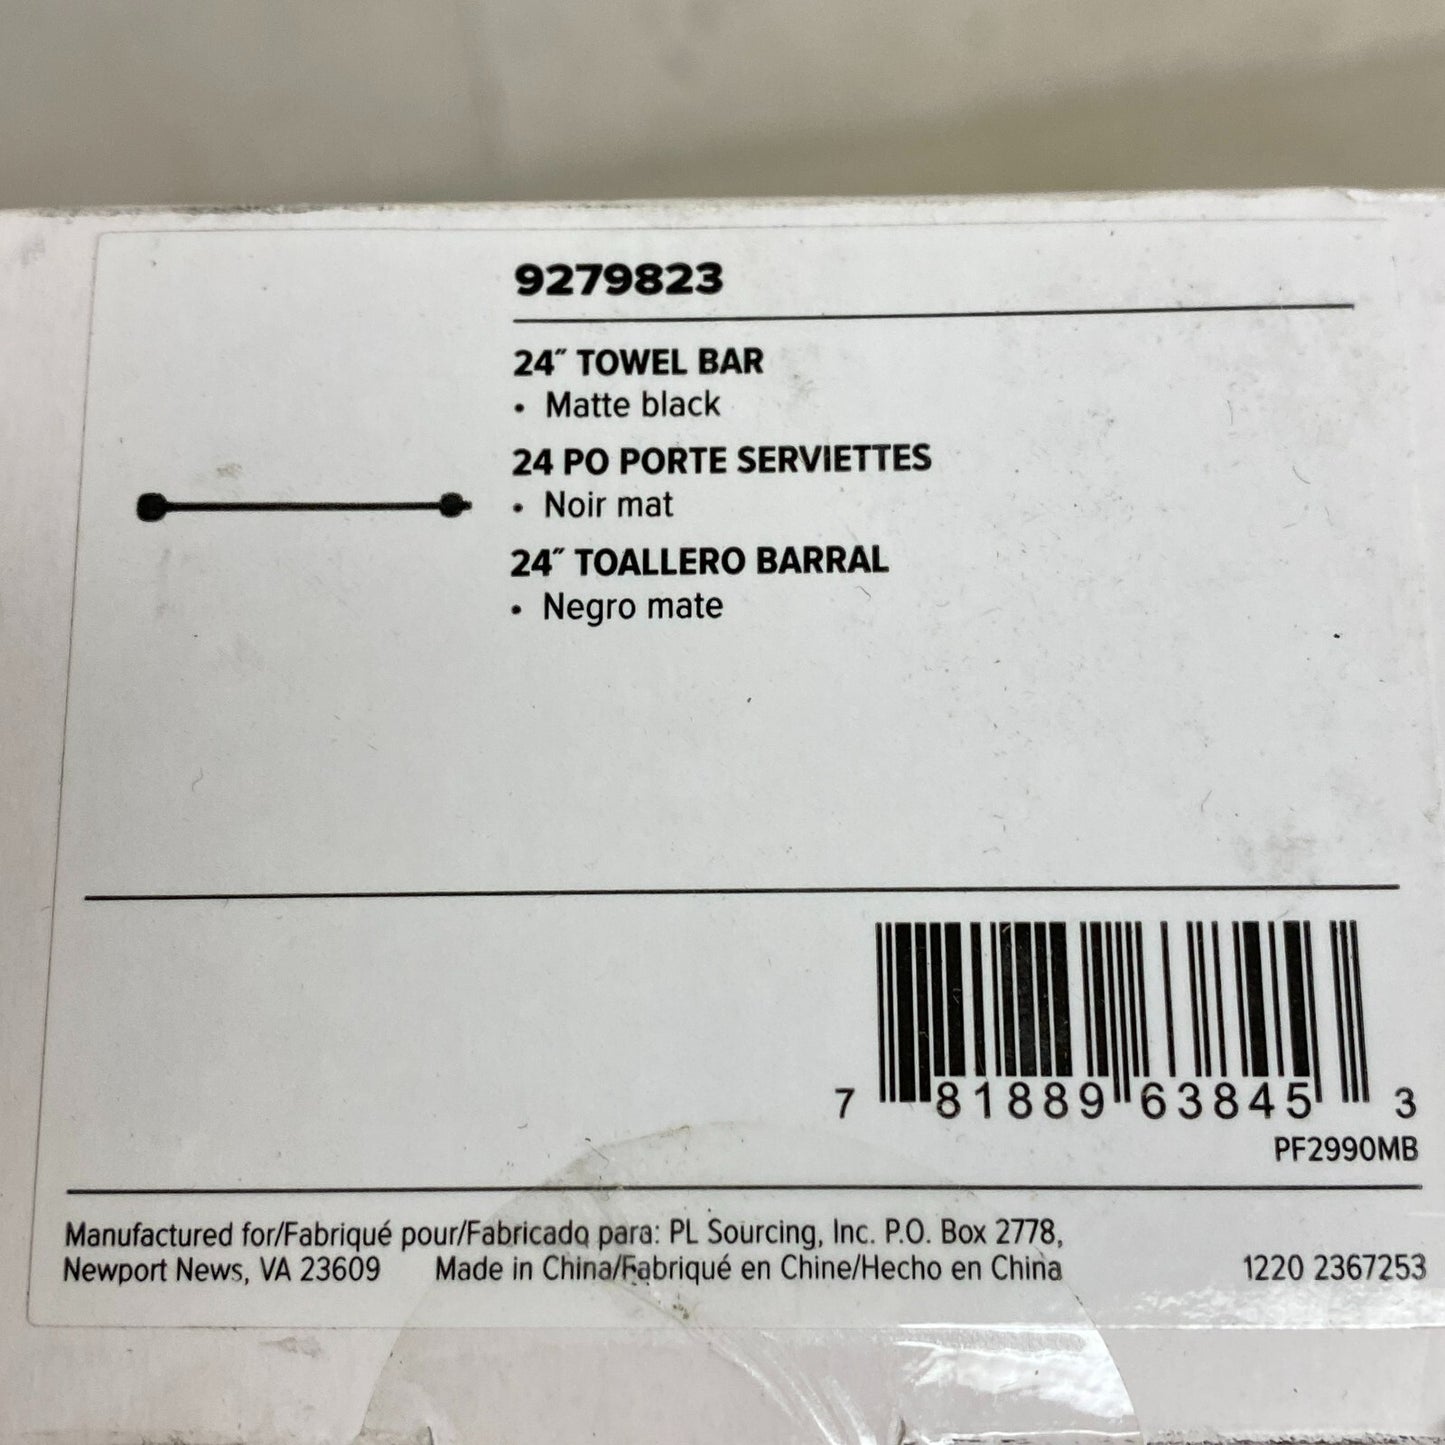 9279823
24″ TOWEL BAR
• Matte black
24 PO PORTE SERVIETTES
• Noir mat
24″ TOALLERO BARRAL
• Negro mate
7 81889 63845 3
PF2990MB
Manufactured for/Fabriqué pour/Fabricado para: PL Sourcing, Inc. P.O. Box 2778,
Newport News, VA 23609 Made in China/Fabriqué en Chine/Hecho en China 1220 2367253